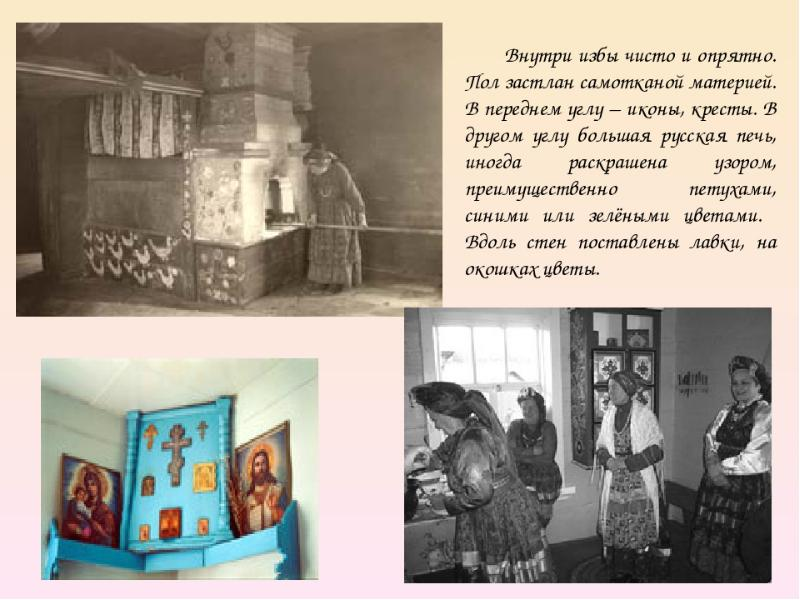 Внутри избы чисто и опрятно.
Пол застлан самотканой материей.
В переднем углу – иконы, кресты. В
другом углу большая русская печь,
иногда раскрашена узором,
преимущественно петухами,
синими или зелёными цветами.
Вдоль стен поставлены лавки, на
окошках цветы.